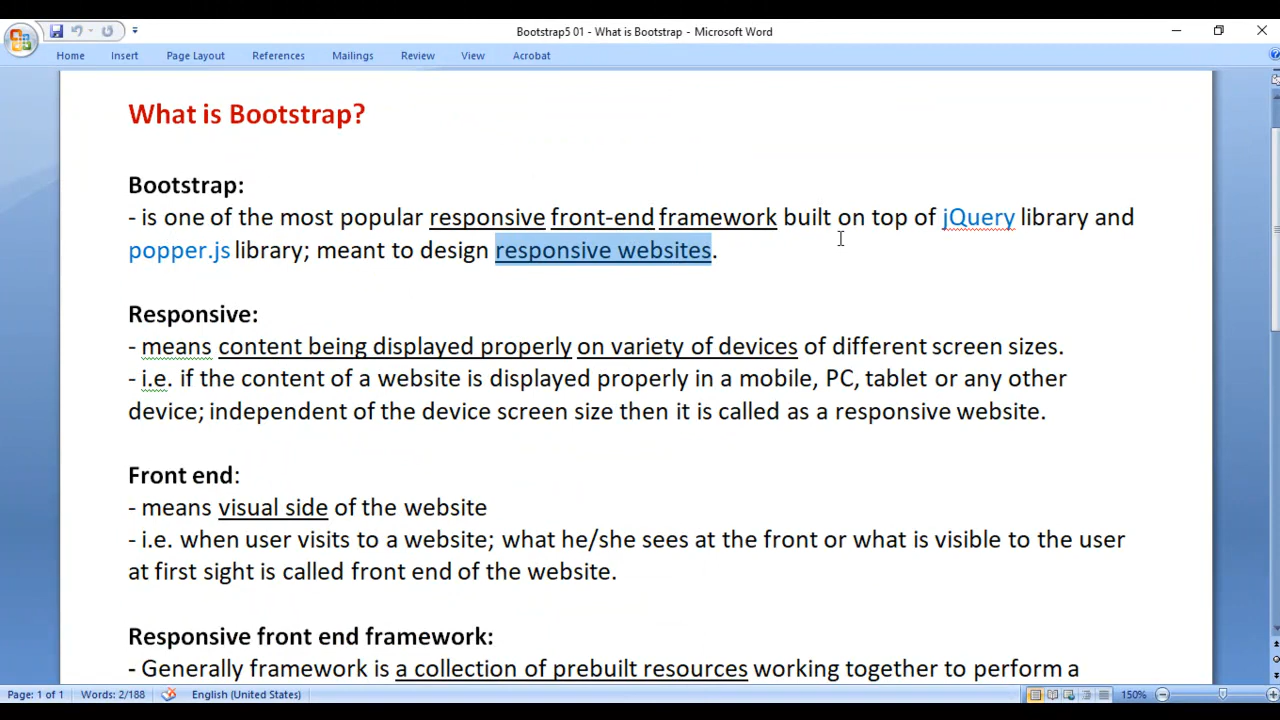 Bootstrap5 01 - What is Bootstrap - Microsoft Word
Home Insert Page Layout References Mailings Review View Acrobat
What is Bootstrap?
Bootstrap:
- is one of the most popular responsive front-end framework built on top of jQuery library and
popper.js library; meant to design responsive websites.
Responsive:
- means content being displayed properly on variety of devices of different screen sizes.
- i.e. if the content of a website is displayed properly in a mobile, PC, tablet or any other
device; independent of the device screen size then it is called as a responsive website.
Front end:
- means visual side of the website
- i.e. when user visits to a website; what he/she sees at the front or what is visible to the user
at first sight is called front end of the website.
Responsive front end framework:
- Generally framework is a collection of prebuilt resources working together to perform a
Page: 1 of 1 Words: 2/188 English (United States) 150%